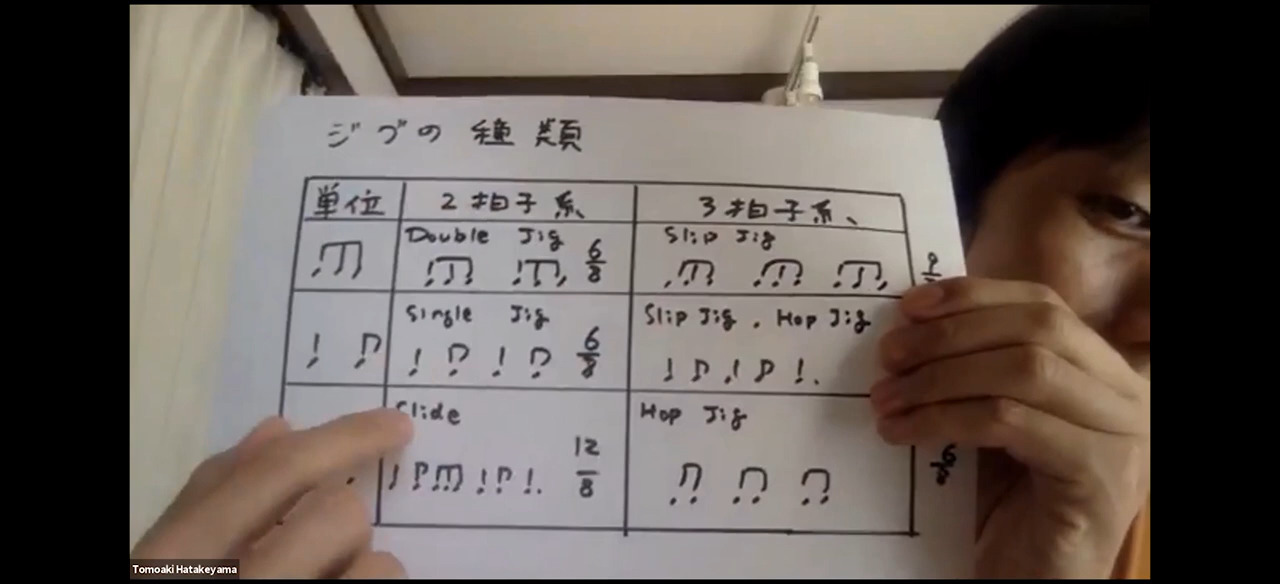 ジグの種類
単位 2拍子系 3拍子系
Double Jig 6/8
Slip Jig
Single Jig 6/8
Slip Jig, Hop Jig
Slide 12/8
Hop Jig
6/8
Tomoaki Hatakeyama